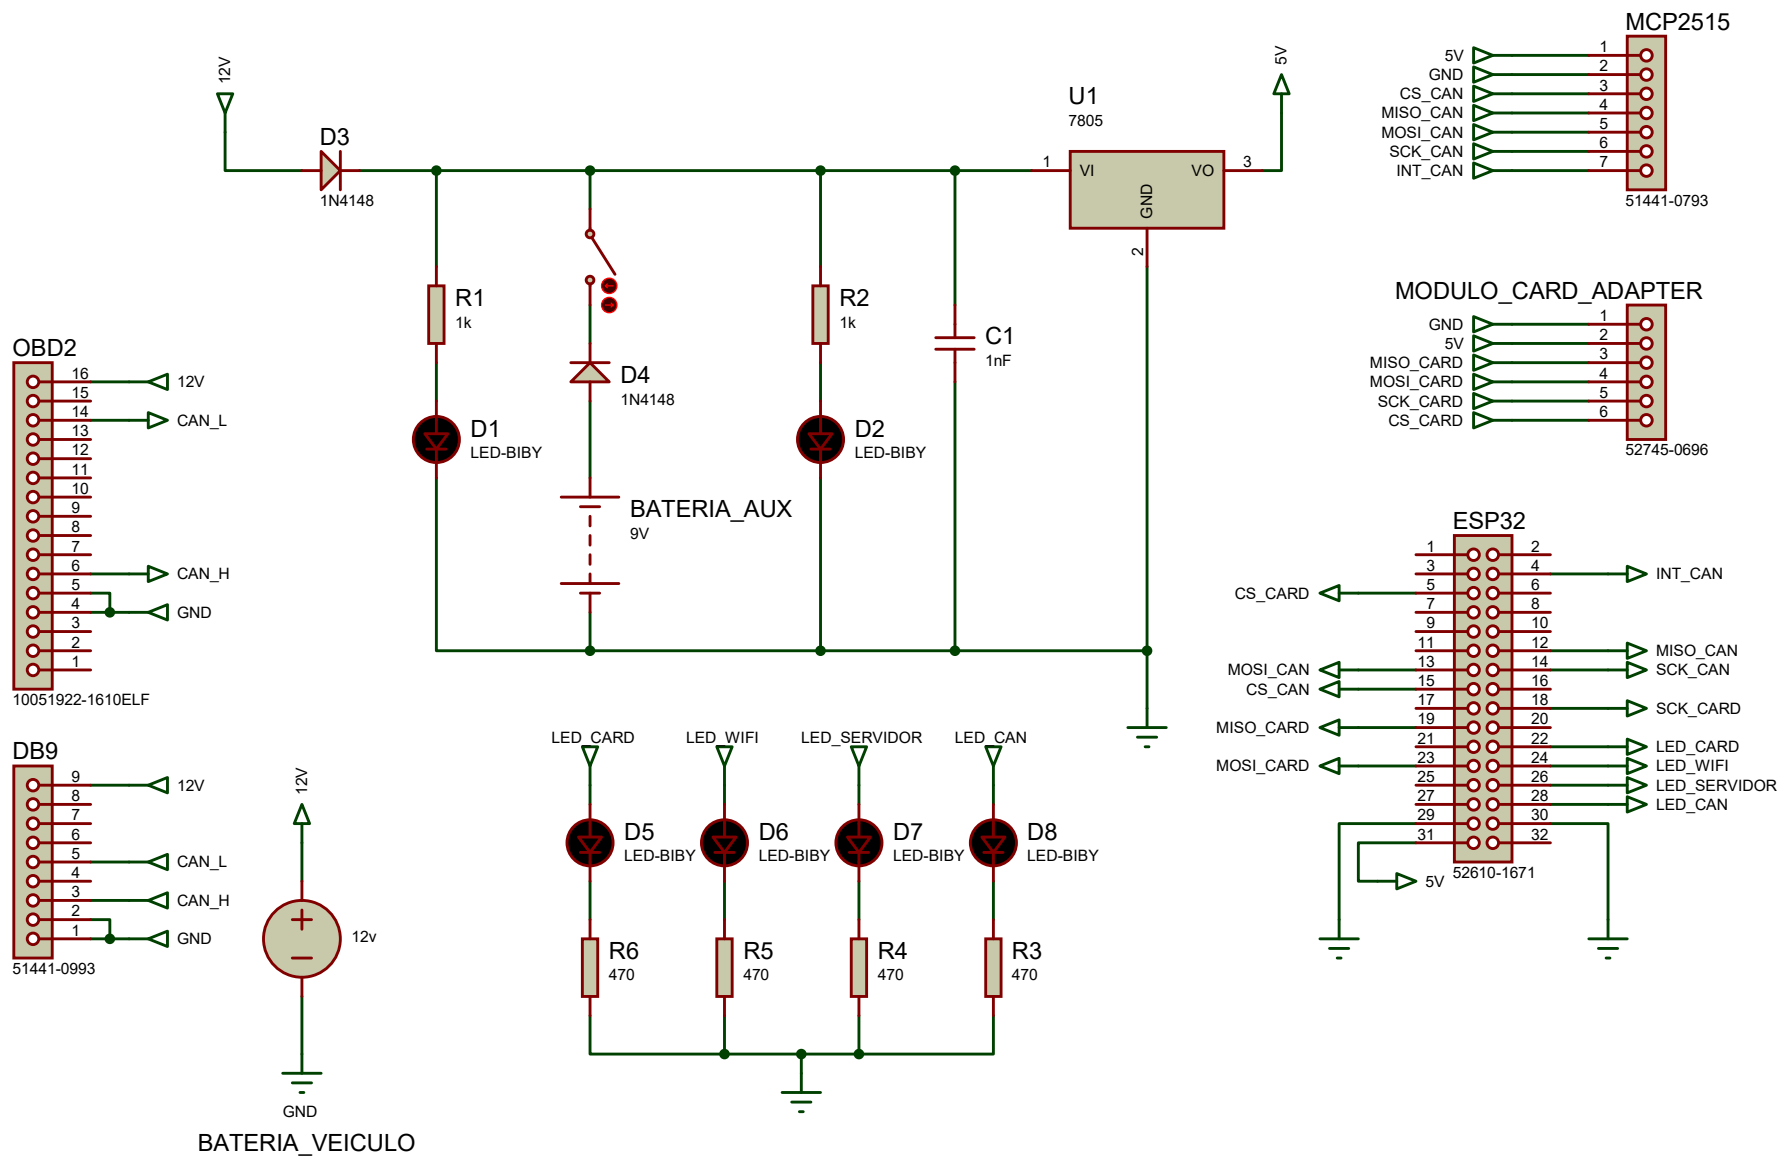 12V
D3
1N4148
R1
1k
D1
LED-BIBY
D4
1N4148
BATERIA_AUX
9V
R2
1k
D2
LED-BIBY
C1
1nF
U1
7805
1
VI
VO
3
GND
2
5V
MCP2515
5V 1
GND 2
CS_CAN 3
MISO_CAN 4
MOSI_CAN 5
SCK_CAN 6
INT_CAN 7
51441-0793
MODULO_CARD_ADAPTER
GND 1
5V 2
MISO_CARD 3
MOSI_CARD 4
SCK_CARD 5
CS_CARD 6
52745-0696
OBD2
16 12V
15
14 CAN_L
13
12
11
10
9
8
7
6 CAN_H
5
4 GND
3
2
1
10051922-1610ELF
DB9
9 12V
8
7
6
5 CAN_L
4
3 CAN_H
2
1 GND
51441-0993
12V
12v
GND
BATERIA_VEICULO
LED_CARD
LED_WIFI
LED_SERVIDOR
LED_CAN
D5
LED-BIBY
D6
LED-BIBY
D7
LED-BIBY
D8
LED-BIBY
R6
470
R5
470
R4
470
R3
470
ESP32
1 2
3 4 INT_CAN
CS_CARD 5 6
7 8
9 10
11 12 MISO_CAN
MOSI_CAN 13 14 SCK_CAN
CS_CAN 15 16
17 18 SCK_CARD
MISO_CARD 19 20
21 22 LED_CARD
MOSI_CARD 23 24 LED_WIFI
25 26 LED_SERVIDOR
27 28 LED_CAN
29 30
31 32
5V
52610-1671